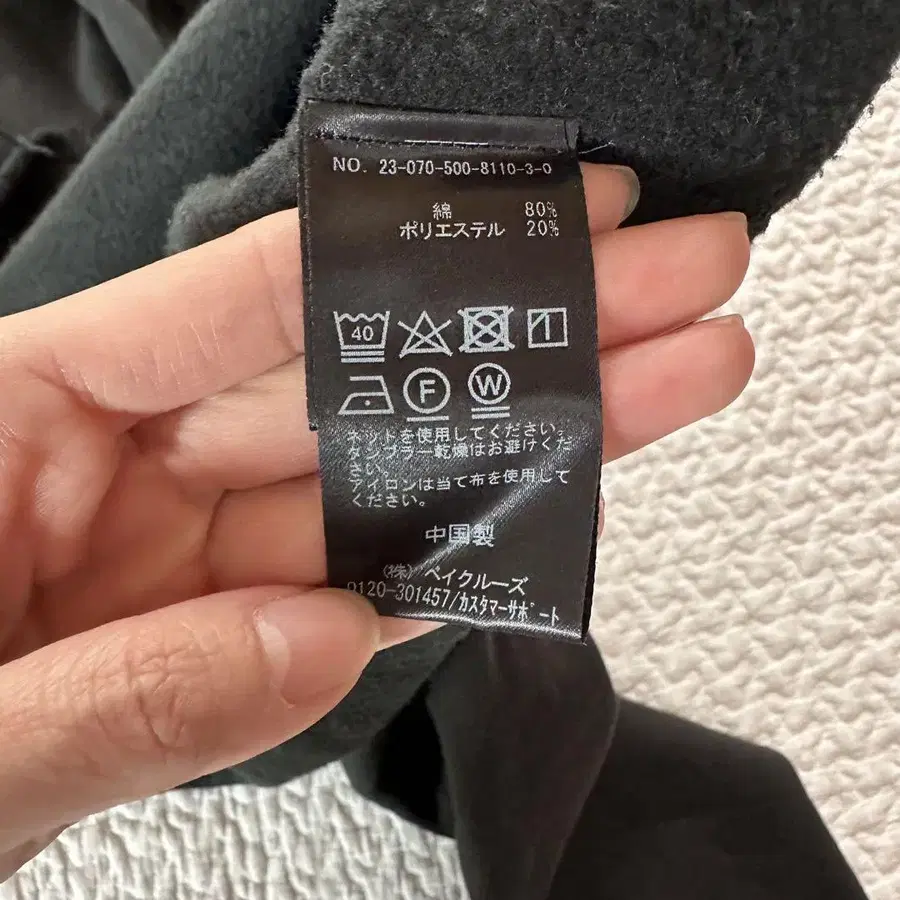 NO. 23-070-500-8110-3-0
綿 80%
ポリエステル 20%
40
F W
ネットを使用してください。
タンブラー乾燥はお避けくだ
さい。
アイロンは当て布を使用して
ください。
中国製
(株) ベイクルーズ
0120-301457/カスタマーサポート